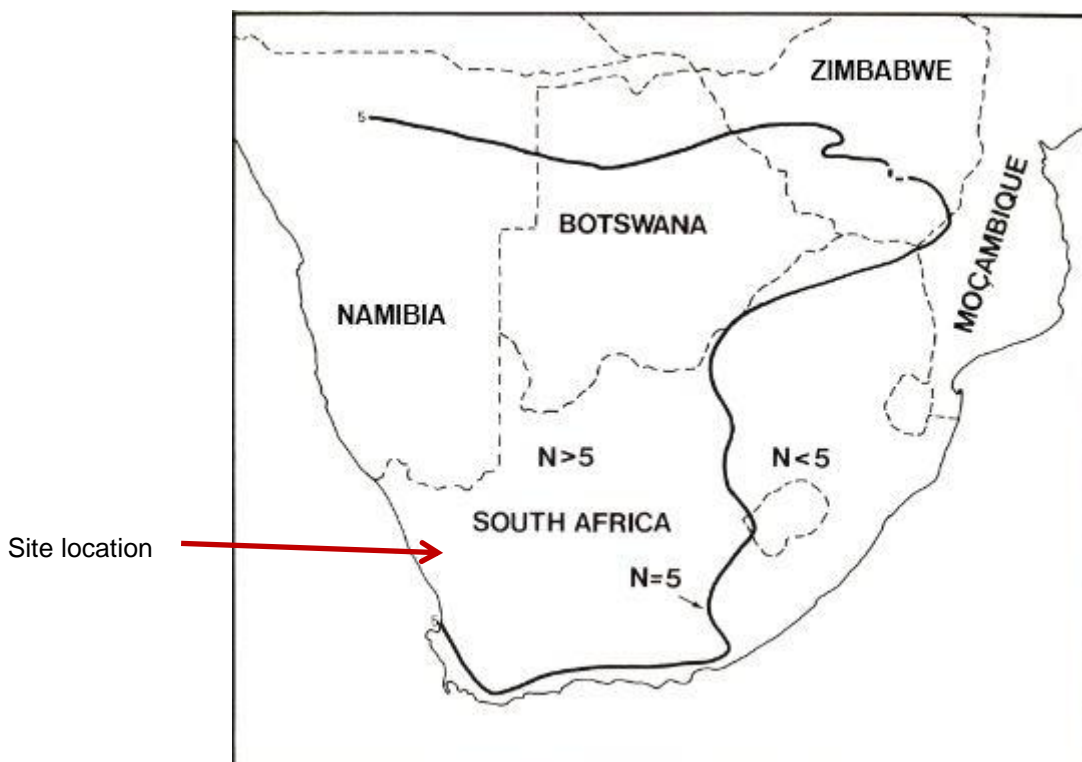 ZIMBABWE
5
BOTSWANA
MOÇAMBIQUE
NAMIBIA
N>5
N<5
SOUTH AFRICA
Site location
N=5
5